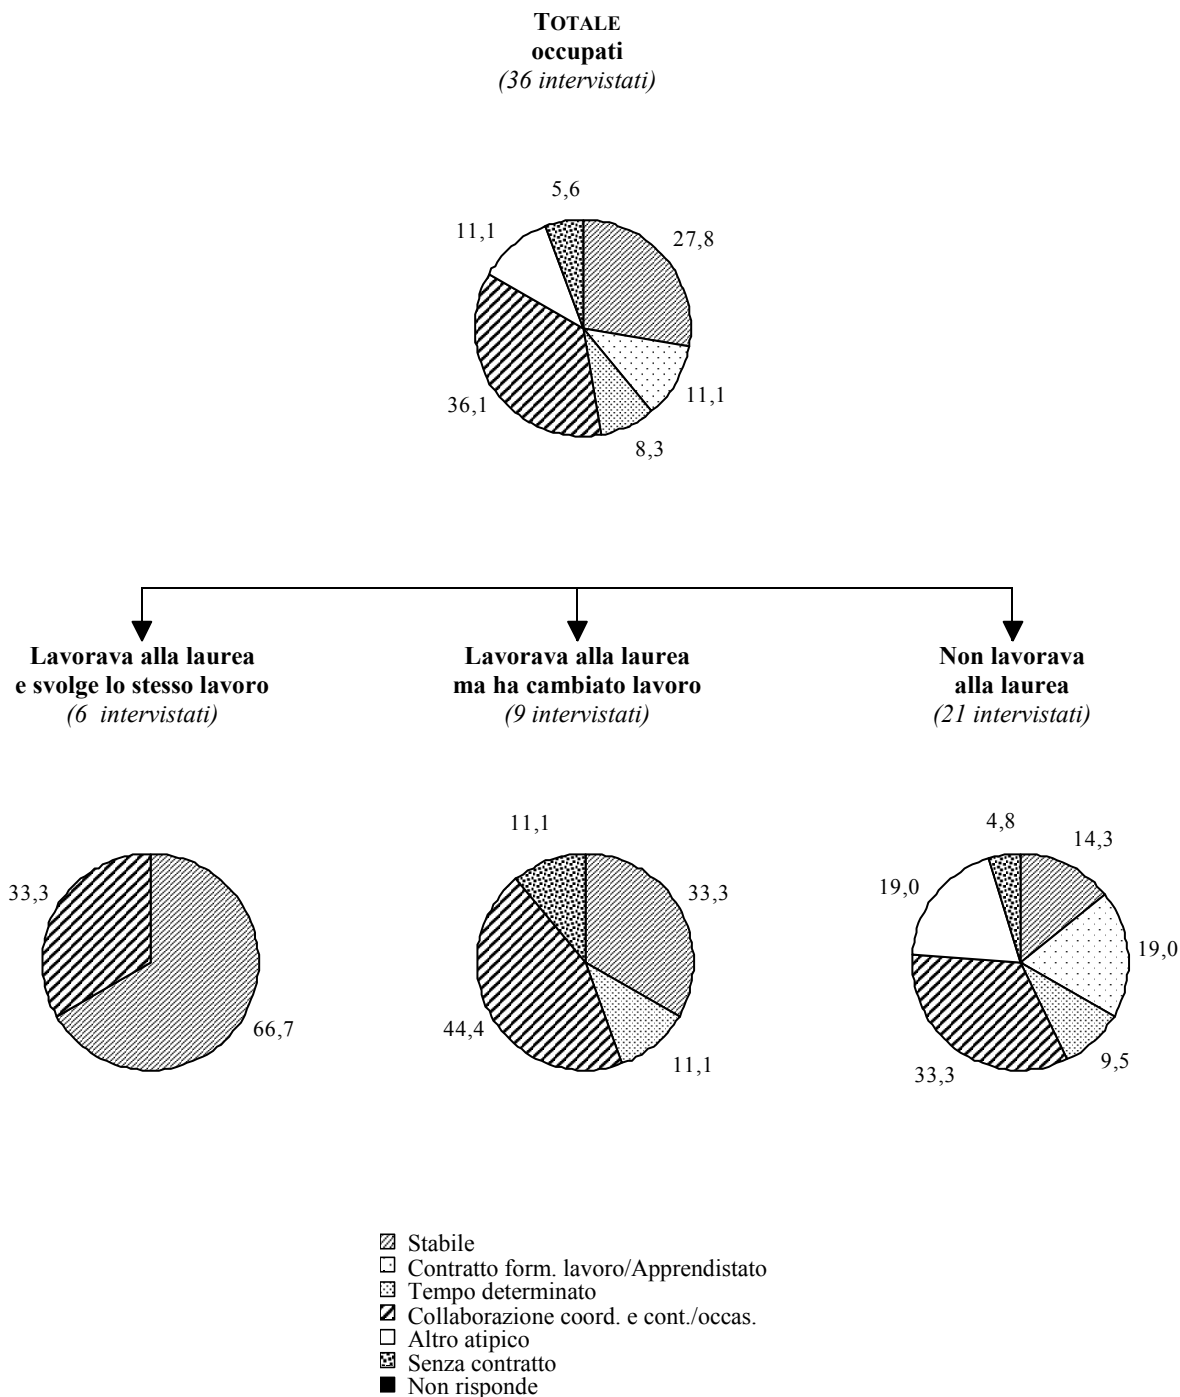 TOTALE
occupati
(36 intervistati)
5,6
11,1
27,8
36,1
11,1
8,3
Lavorava alla laurea
e svolge lo stesso lavoro
(6 intervistati)
Lavorava alla laurea
ma ha cambiato lavoro
(9 intervistati)
Non lavorava
alla laurea
(21 intervistati)
33,3
66,7
11,1
33,3
44,4
11,1
4,8
14,3
19,0
19,0
33,3
9,5
Stabile
Contratto form. lavoro/Apprendistato
Tempo determinato
Collaborazione coord. e cont./occas.
Altro atipico
Senza contratto
Non risponde